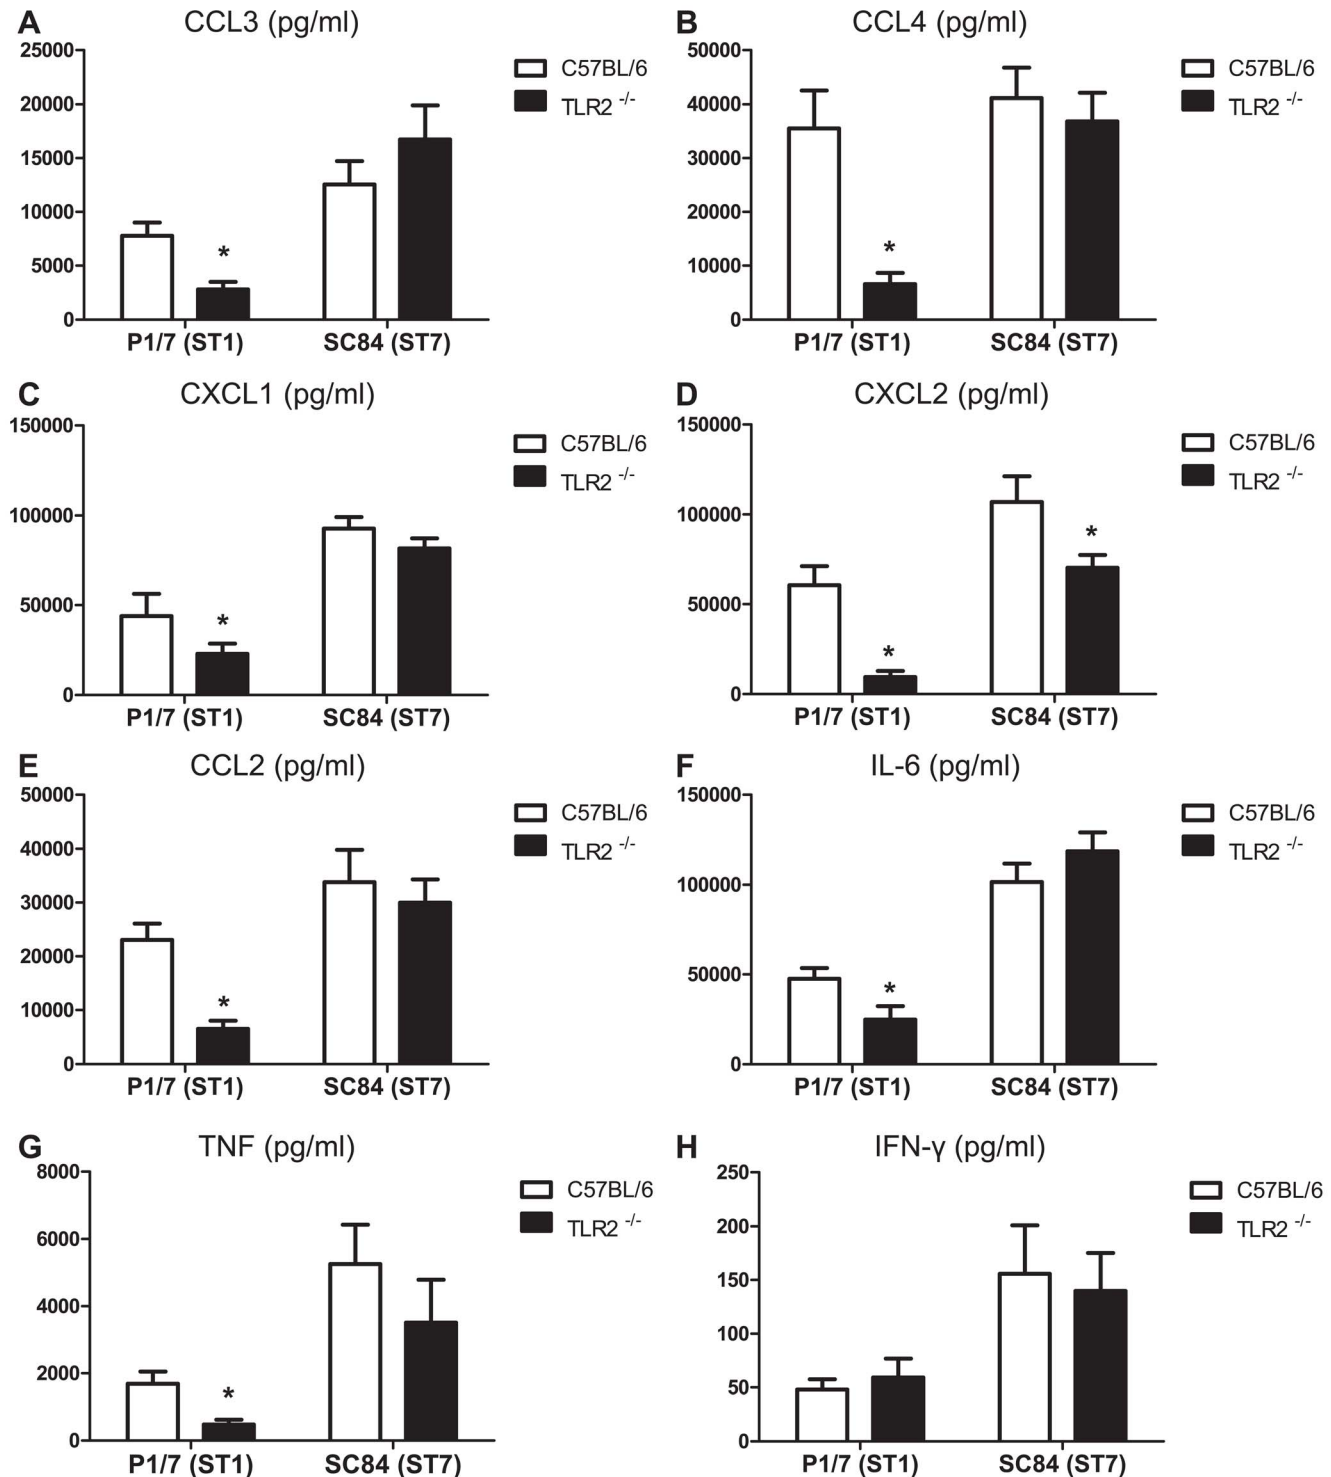 A
CCL3 (pg/ml)
25000
20000
15000
10000
5000
0
C57BL/6
TLR2 -/-
*
P1/7 (ST1)
SC84 (ST7)
B
CCL4 (pg/ml)
50000
40000
30000
20000
10000
0
C57BL/6
TLR2 -/-
*
P1/7 (ST1)
SC84 (ST7)
C
CXCL1 (pg/ml)
150000
100000
50000
0
C57BL/6
TLR2 -/-
*
P1/7 (ST1)
SC84 (ST7)
D
CXCL2 (pg/ml)
150000
100000
50000
0
C57BL/6
TLR2 -/-
*
*
P1/7 (ST1)
SC84 (ST7)
E
CCL2 (pg/ml)
50000
40000
30000
20000
10000
0
C57BL/6
TLR2 -/-
*
P1/7 (ST1)
SC84 (ST7)
F
IL-6 (pg/ml)
150000
100000
50000
0
C57BL/6
TLR2 -/-
*
P1/7 (ST1)
SC84 (ST7)
G
TNF (pg/ml)
8000
6000
4000
2000
0
C57BL/6
TLR2 -/-
*
P1/7 (ST1)
SC84 (ST7)
H
IFN-γ (pg/ml)
250
200
150
100
50
0
C57BL/6
TLR2 -/-
P1/7 (ST1)
SC84 (ST7)